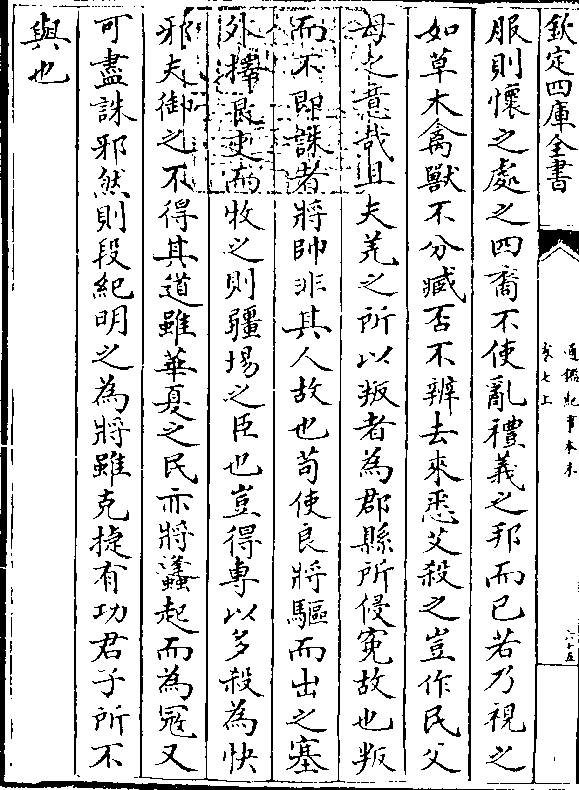 欽定四庫全書
通鑑紀事本末
卷七上
六十五
服則懷之處之四裔不使亂禮義之邦而已若乃視之
如草木禽獸不分臧否不辨去來悉艾殺之豈作民父
母之意哉且夫羌之所以叛者為郡縣所侵寃故也叛
而不即誅者將帥非其人故也苟使良將驅而出之塞
外擇良吏而牧之則疆埸之臣也豈得專以多殺為快
邪夫御之不得其道雖華夏之民亦將蠭起而為冦又
可盡誅邪然則段紀明之為將雖克捷有功君子所不
與也